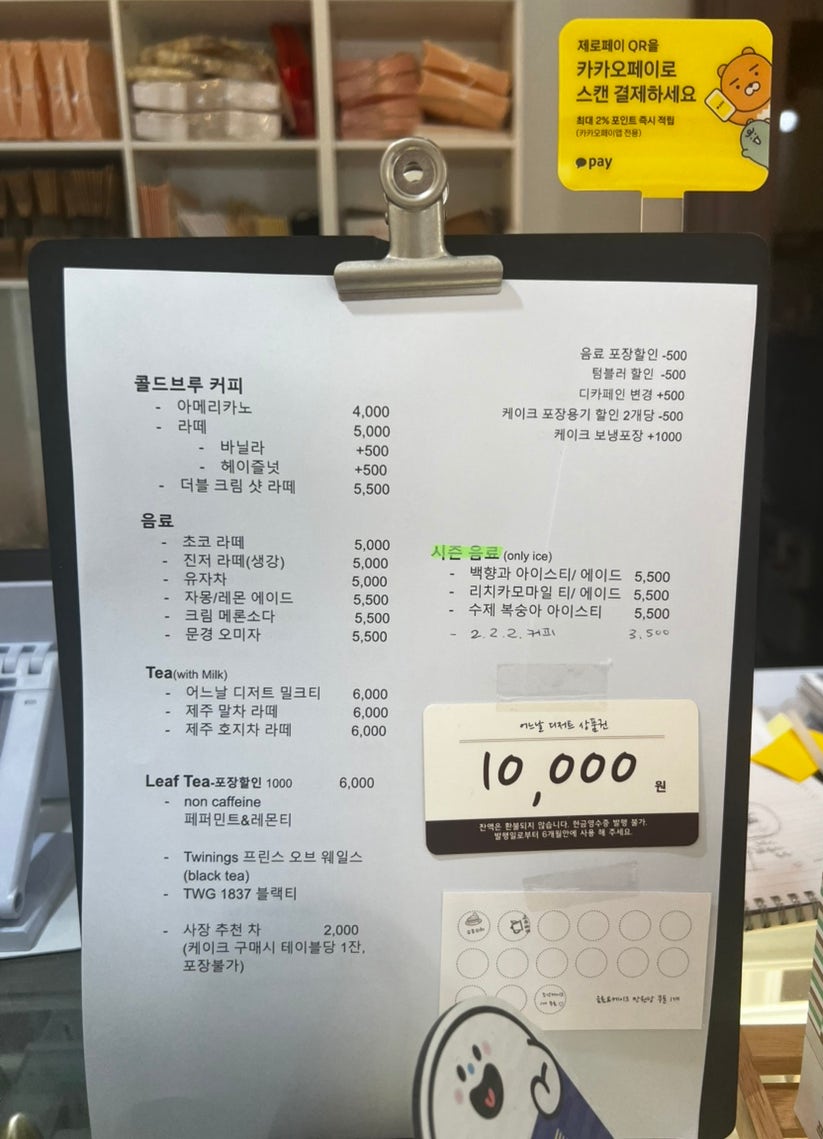 제로페이 QR을
카카오페이로
스캔 결제하세요
최대 2% 포인트 즉시 적립
(카카오페이앱 전용)
pay
음료 포장할인 -500
텀블러 할인 -500
디카페인 변경 +500
케이크 포장용기 할인 2개당 -500
케이크 보냉포장 +1000
콜드브루 커피
- 아메리카노 4,000
- 라떼 5,000
- 바닐라 +500
- 헤이즐넛 +500
- 더블 크림 샷 라떼 5,500
음료
- 초코 라떼 5,000
- 진저 라떼(생강) 5,000
- 유자차 5,000
- 자몽/레몬 에이드 5,500
- 크림 메론소다 5,500
- 문경 오미자 5,500
시즌 음료 (only ice)
- 백향과 아이스티/ 에이드 5,500
- 리치카모마일 티/ 에이드 5,500
- 수제 복숭아 아이스티 5,500
- 2.2.2. 커피 3,500
Tea(with Milk)
- 어느날 디저트 밀크티 6,000
- 제주 말차 라떼 6,000
- 제주 호지차 라떼 6,000
Leaf Tea-포장할인 1000 6,000
- non caffeine
페퍼민트&레몬티
- Twinings 프린스 오브 웨일스
(black tea)
- TWG 1837 블랙티
- 사장 추천 차 2,000
(케이크 구매시 테이블당 1잔,
포장불가)
어느날 디저트 상품권
10,000 원
잔액은 환불되지 않습니다. 현금영수증 발행 불가.
발행일로부터 6개월안에 사용 해 주세요.